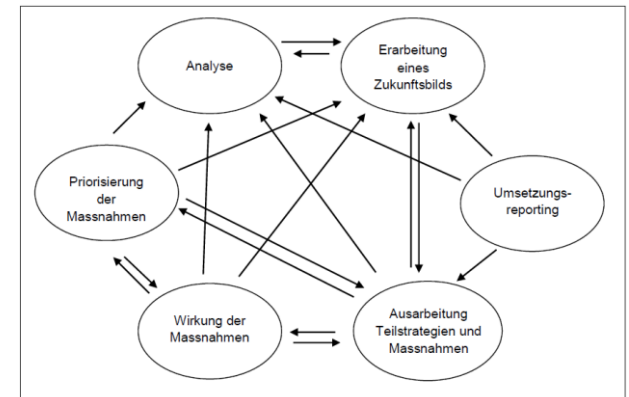 Analyse
Erarbeitung
eines
Zukunftsbilds
Priorisierung
der
Massnahmen
Umsetzungs-
reporting
Wirkung der
Massnahmen
Ausarbeitung
Teilstrategien und
Massnahmen